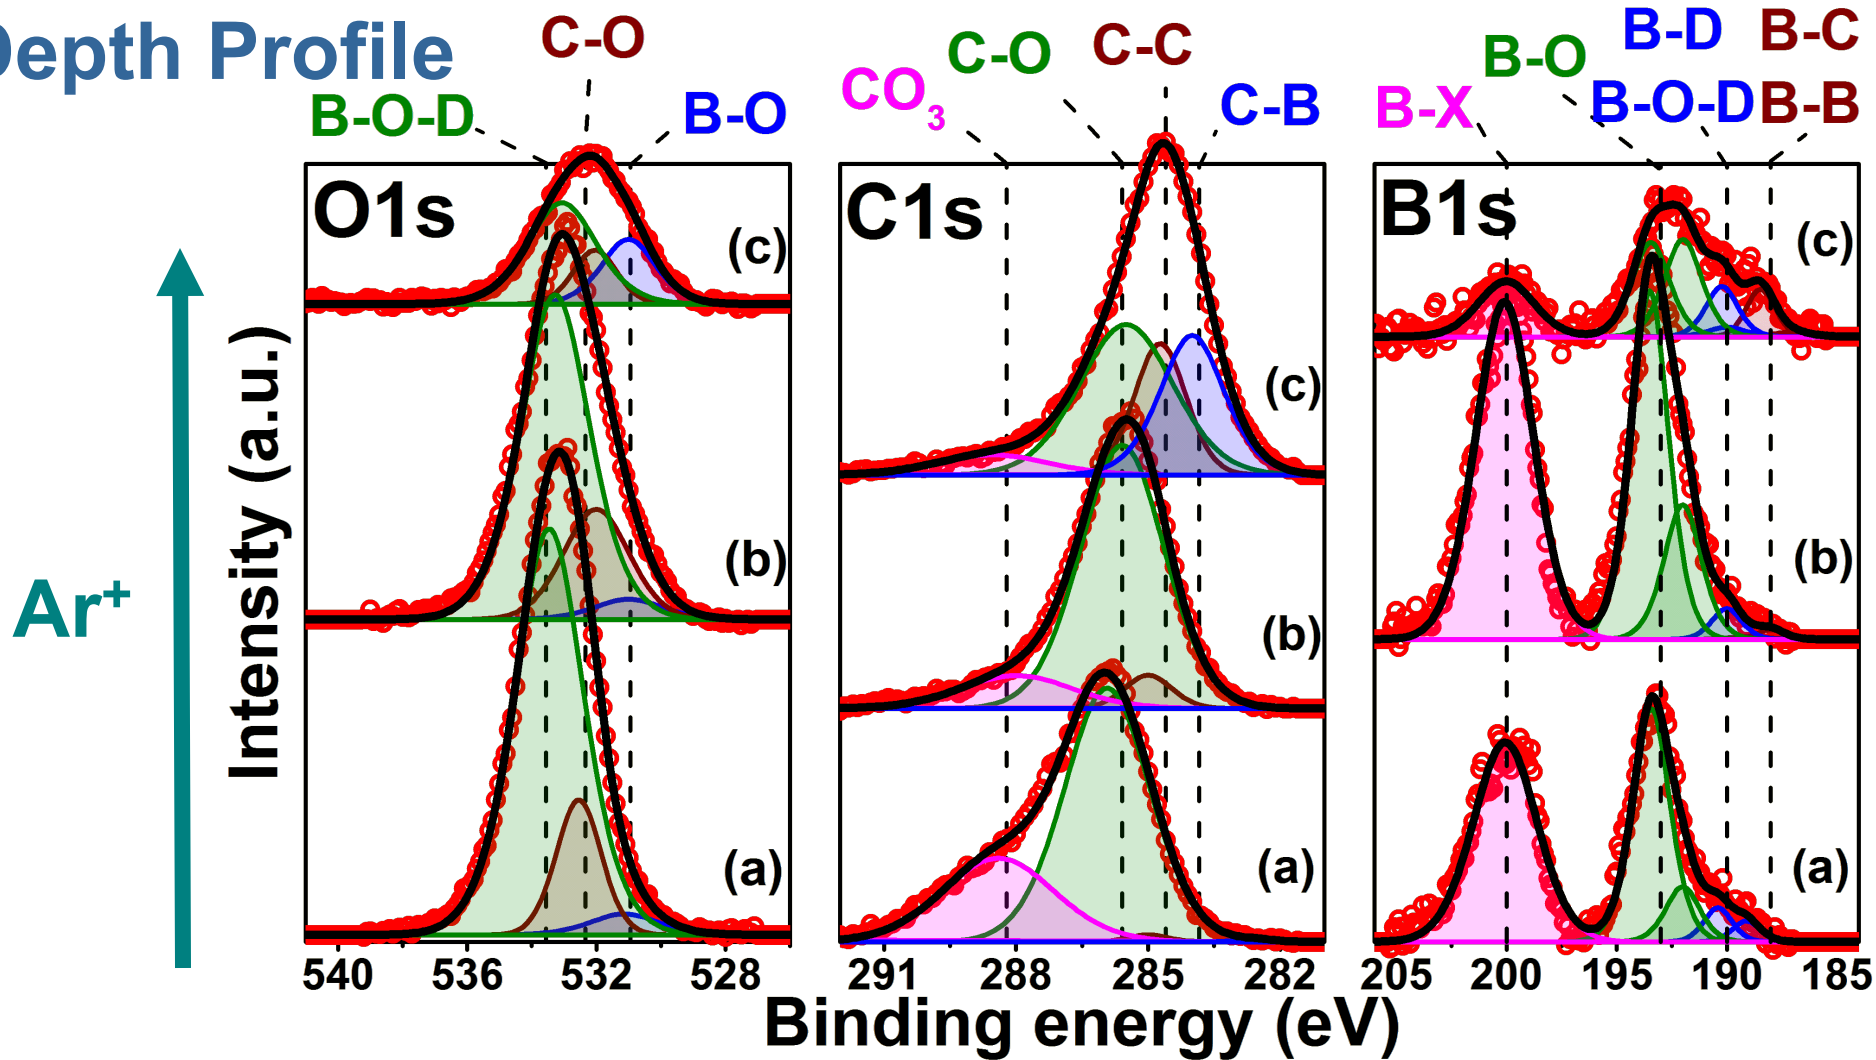 Depth Profile
C-O
B-O-D
B-O
CO3
C-O
C-C
C-B
B-X
B-O
B-D
B-C
B-O-D
B-B
O1s
(c)
(b)
(a)
C1s
(c)
(b)
(a)
B1s
(c)
(b)
(a)
Ar+
Intensity (a.u.)
540 536 532 528
291 288 285 282
205 200 195 190 185
Binding energy (eV)